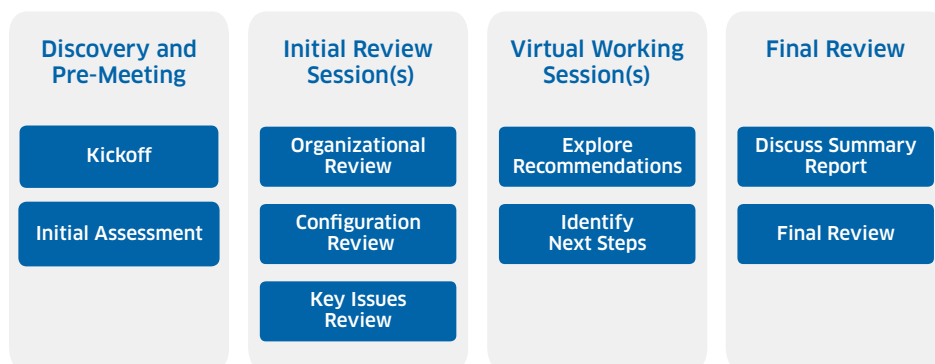 Discovery and
Pre-Meeting
Kickoff
Initial Assessment
Initial Review
Session(s)
Organizational
Review
Configuration
Review
Key Issues
Review
Virtual Working
Session(s)
Explore
Recommendations
Identify
Next Steps
Final Review
Discuss Summary
Report
Final Review